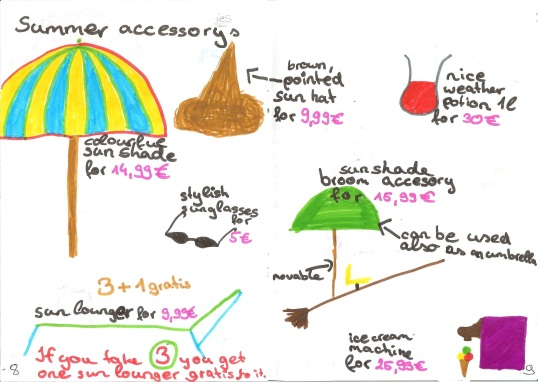 Summer accessorys
ies
colourful
sun shade
for 14,99€
brown,
pointed
sun hat
for 9,99€
stylish
sunglasses
for
5€
3+1 gratis
sun lounger for 9,99€
If you take 3 you get
one sun lounger gratis to it.
8
nice
weather
potion 1l
for 30€
sunshade
broom accesory
for 15,99€
can be used
also as an umbrella
movable
ice cream
machine
for 25,99€
9